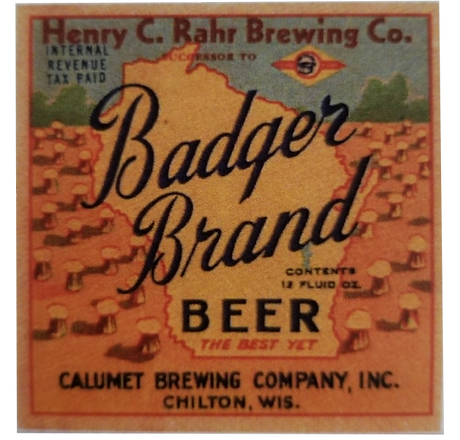 Henry C. Rahr Brewing Co.
INTERNAL
REVENUE
TAX PAID
SUCCESSOR TO
Badger
Brand
CONTENTS
12 FLUID OZ.
BEER
THE BEST YET
CALUMET BREWING COMPANY, INC.
CHILTON, WIS.